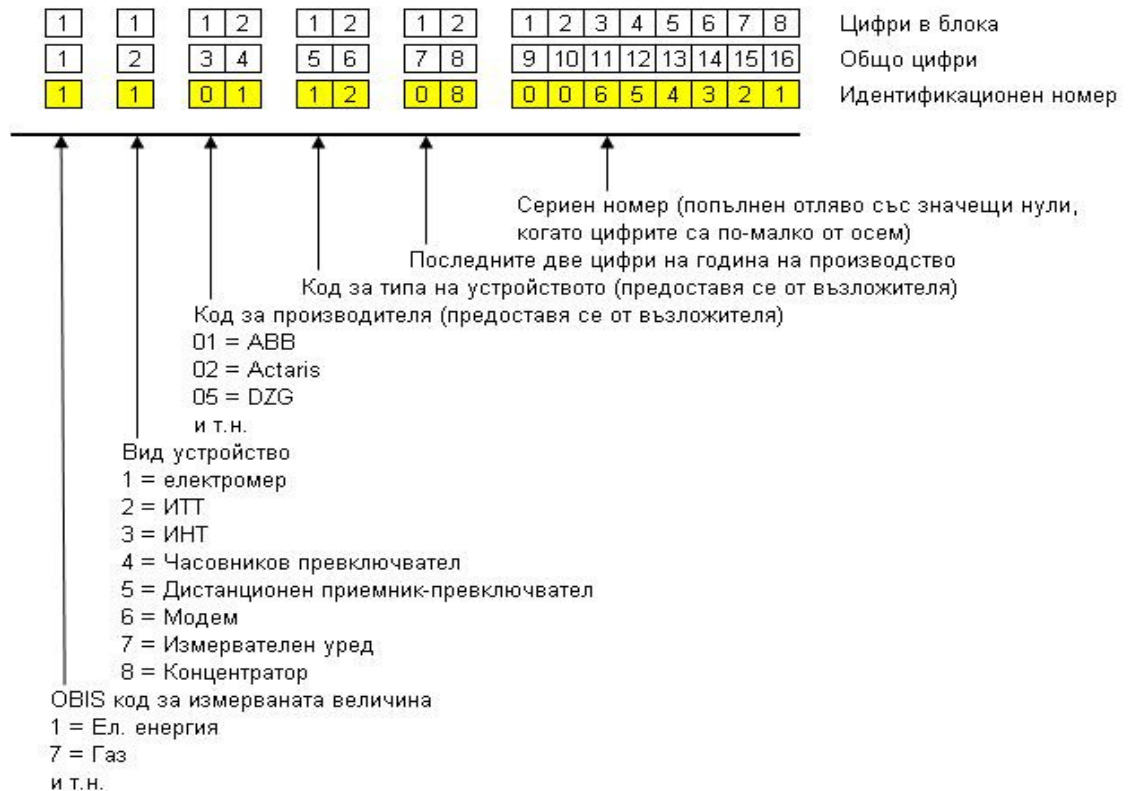 1 1 1 2 1 2 1 2 1 2 3 4 5 6 7 8 Цифри в блока
1 2 3 4 5 6 7 8 9 10 11 12 13 14 15 16 Общо цифри
1 1 0 1 1 2 0 8 0 0 6 5 4 3 2 1 Идентификационен номер
Сериен номер (попълнен отляво със значещи нули,
когато цифрите са по-малко от осем)
Последните две цифри на година на производство
Код за типа на устройството (предоставя се от възложителя)
Код за производителя (предоставя се от възложителя)
01 = ABB
02 = Actaris
05 = DZG
и т.н.
Вид устройство
1 = електромер
2 = ИТТ
3 = ИНТ
4 = Часовников превключвател
5 = Дистанционен приемник-превключвател
6 = Модем
7 = Измервателен уред
8 = Концентратор
OBIS код за измерваната величина
1 = Ел. енергия
7 = Газ
и т.н.